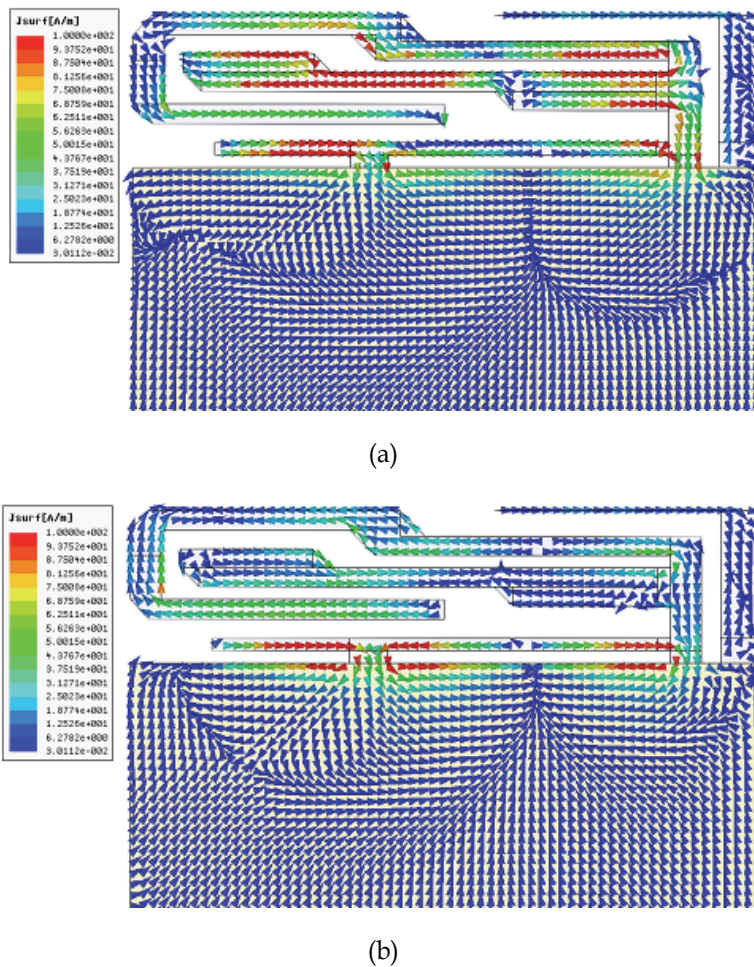 Jsurf[A/m]
1.0000e+002
9.3752e+001
8.7504e+001
8.1256e+001
7.5008e+001
6.8759e+001
6.2511e+001
5.6263e+001
5.0015e+001
4.3767e+001
3.7519e+001
3.1271e+001
2.5023e+001
1.8774e+001
1.2526e+001
6.2782e+000
3.0112e-002
(a)
Jsurf[A/m]
1.0000e+002
9.3752e+001
8.7504e+001
8.1256e+001
7.5008e+001
6.8759e+001
6.2511e+001
5.6263e+001
5.0015e+001
4.3767e+001
3.7519e+001
3.1271e+001
2.5023e+001
1.8774e+001
1.2526e+001
6.2782e+000
3.0112e-002
(b)